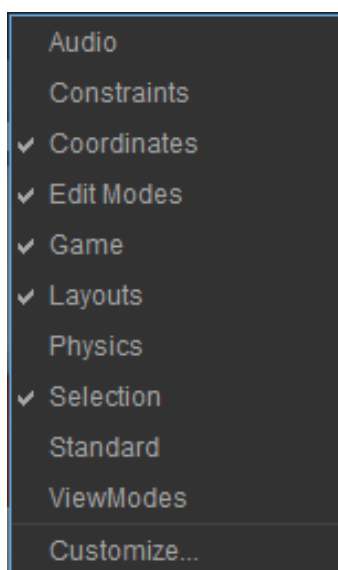 Audio
Constraints
Coordinates
Edit Modes
Game
Layouts
Physics
Selection
Standard
ViewModes
Customize...